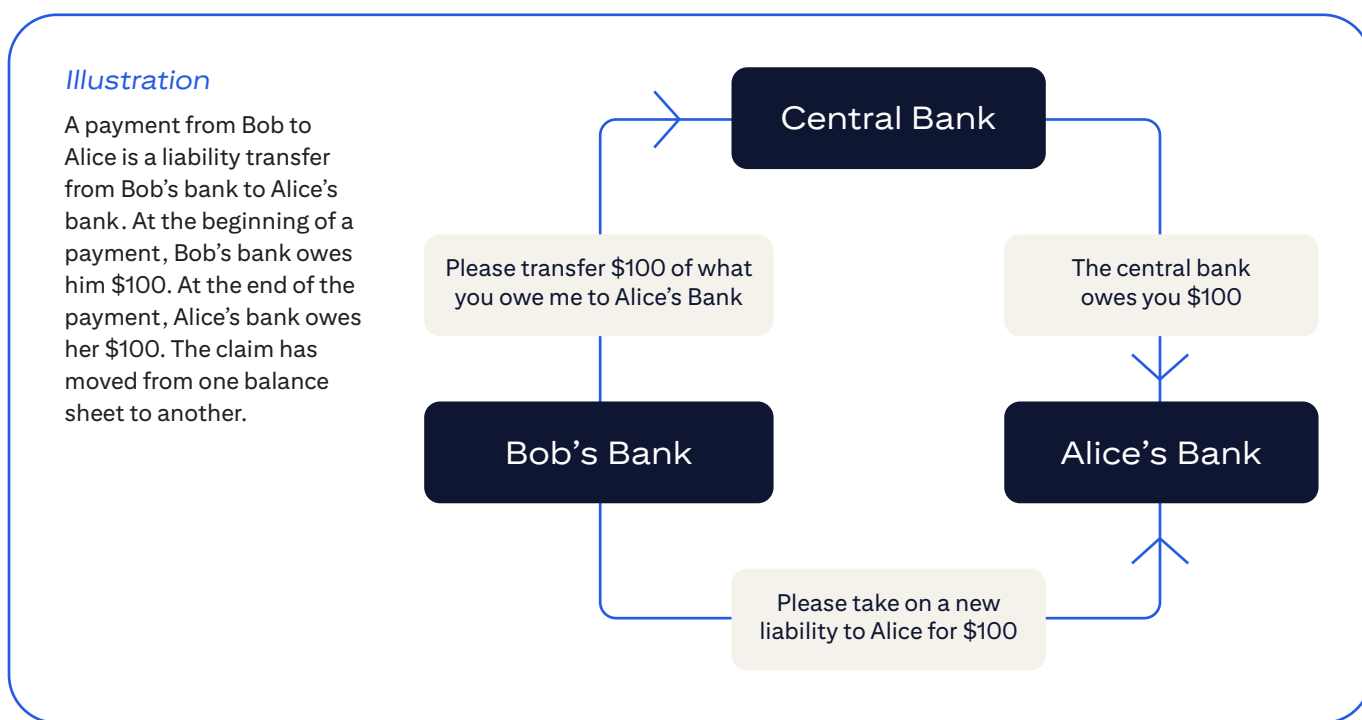 Illustration
A payment from Bob to
Alice is a liability transfer
from Bob’s bank to Alice’s
bank. At the beginning of a
payment, Bob’s bank owes
him $100. At the end of the
payment, Alice’s bank owes
her $100. The claim has
moved from one balance
sheet to another.
Central Bank
Please transfer $100 of what
you owe me to Alice’s Bank
The central bank
owes you $100
Bob’s Bank
Alice’s Bank
Please take on a new
liability to Alice for $100